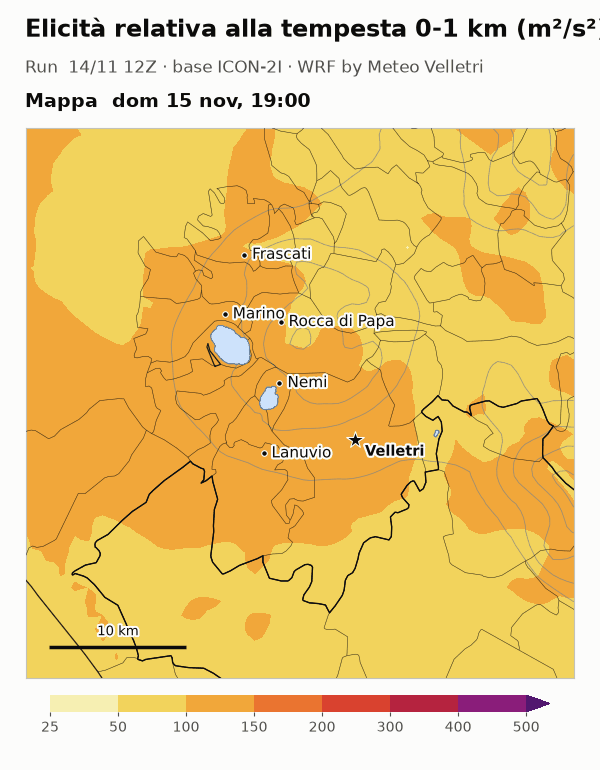 Elicità relativa alla tempesta 0-1 km (m²/s²)
Run  14/11 12Z · base ICON-2I · WRF by Meteo Velletri
Mappa  dom 15 nov, 19:00
Frascati
Marino
Rocca di Papa
Nemi
Velletri
Lanuvio
10 km
25 50 100 150 200 300 400 500